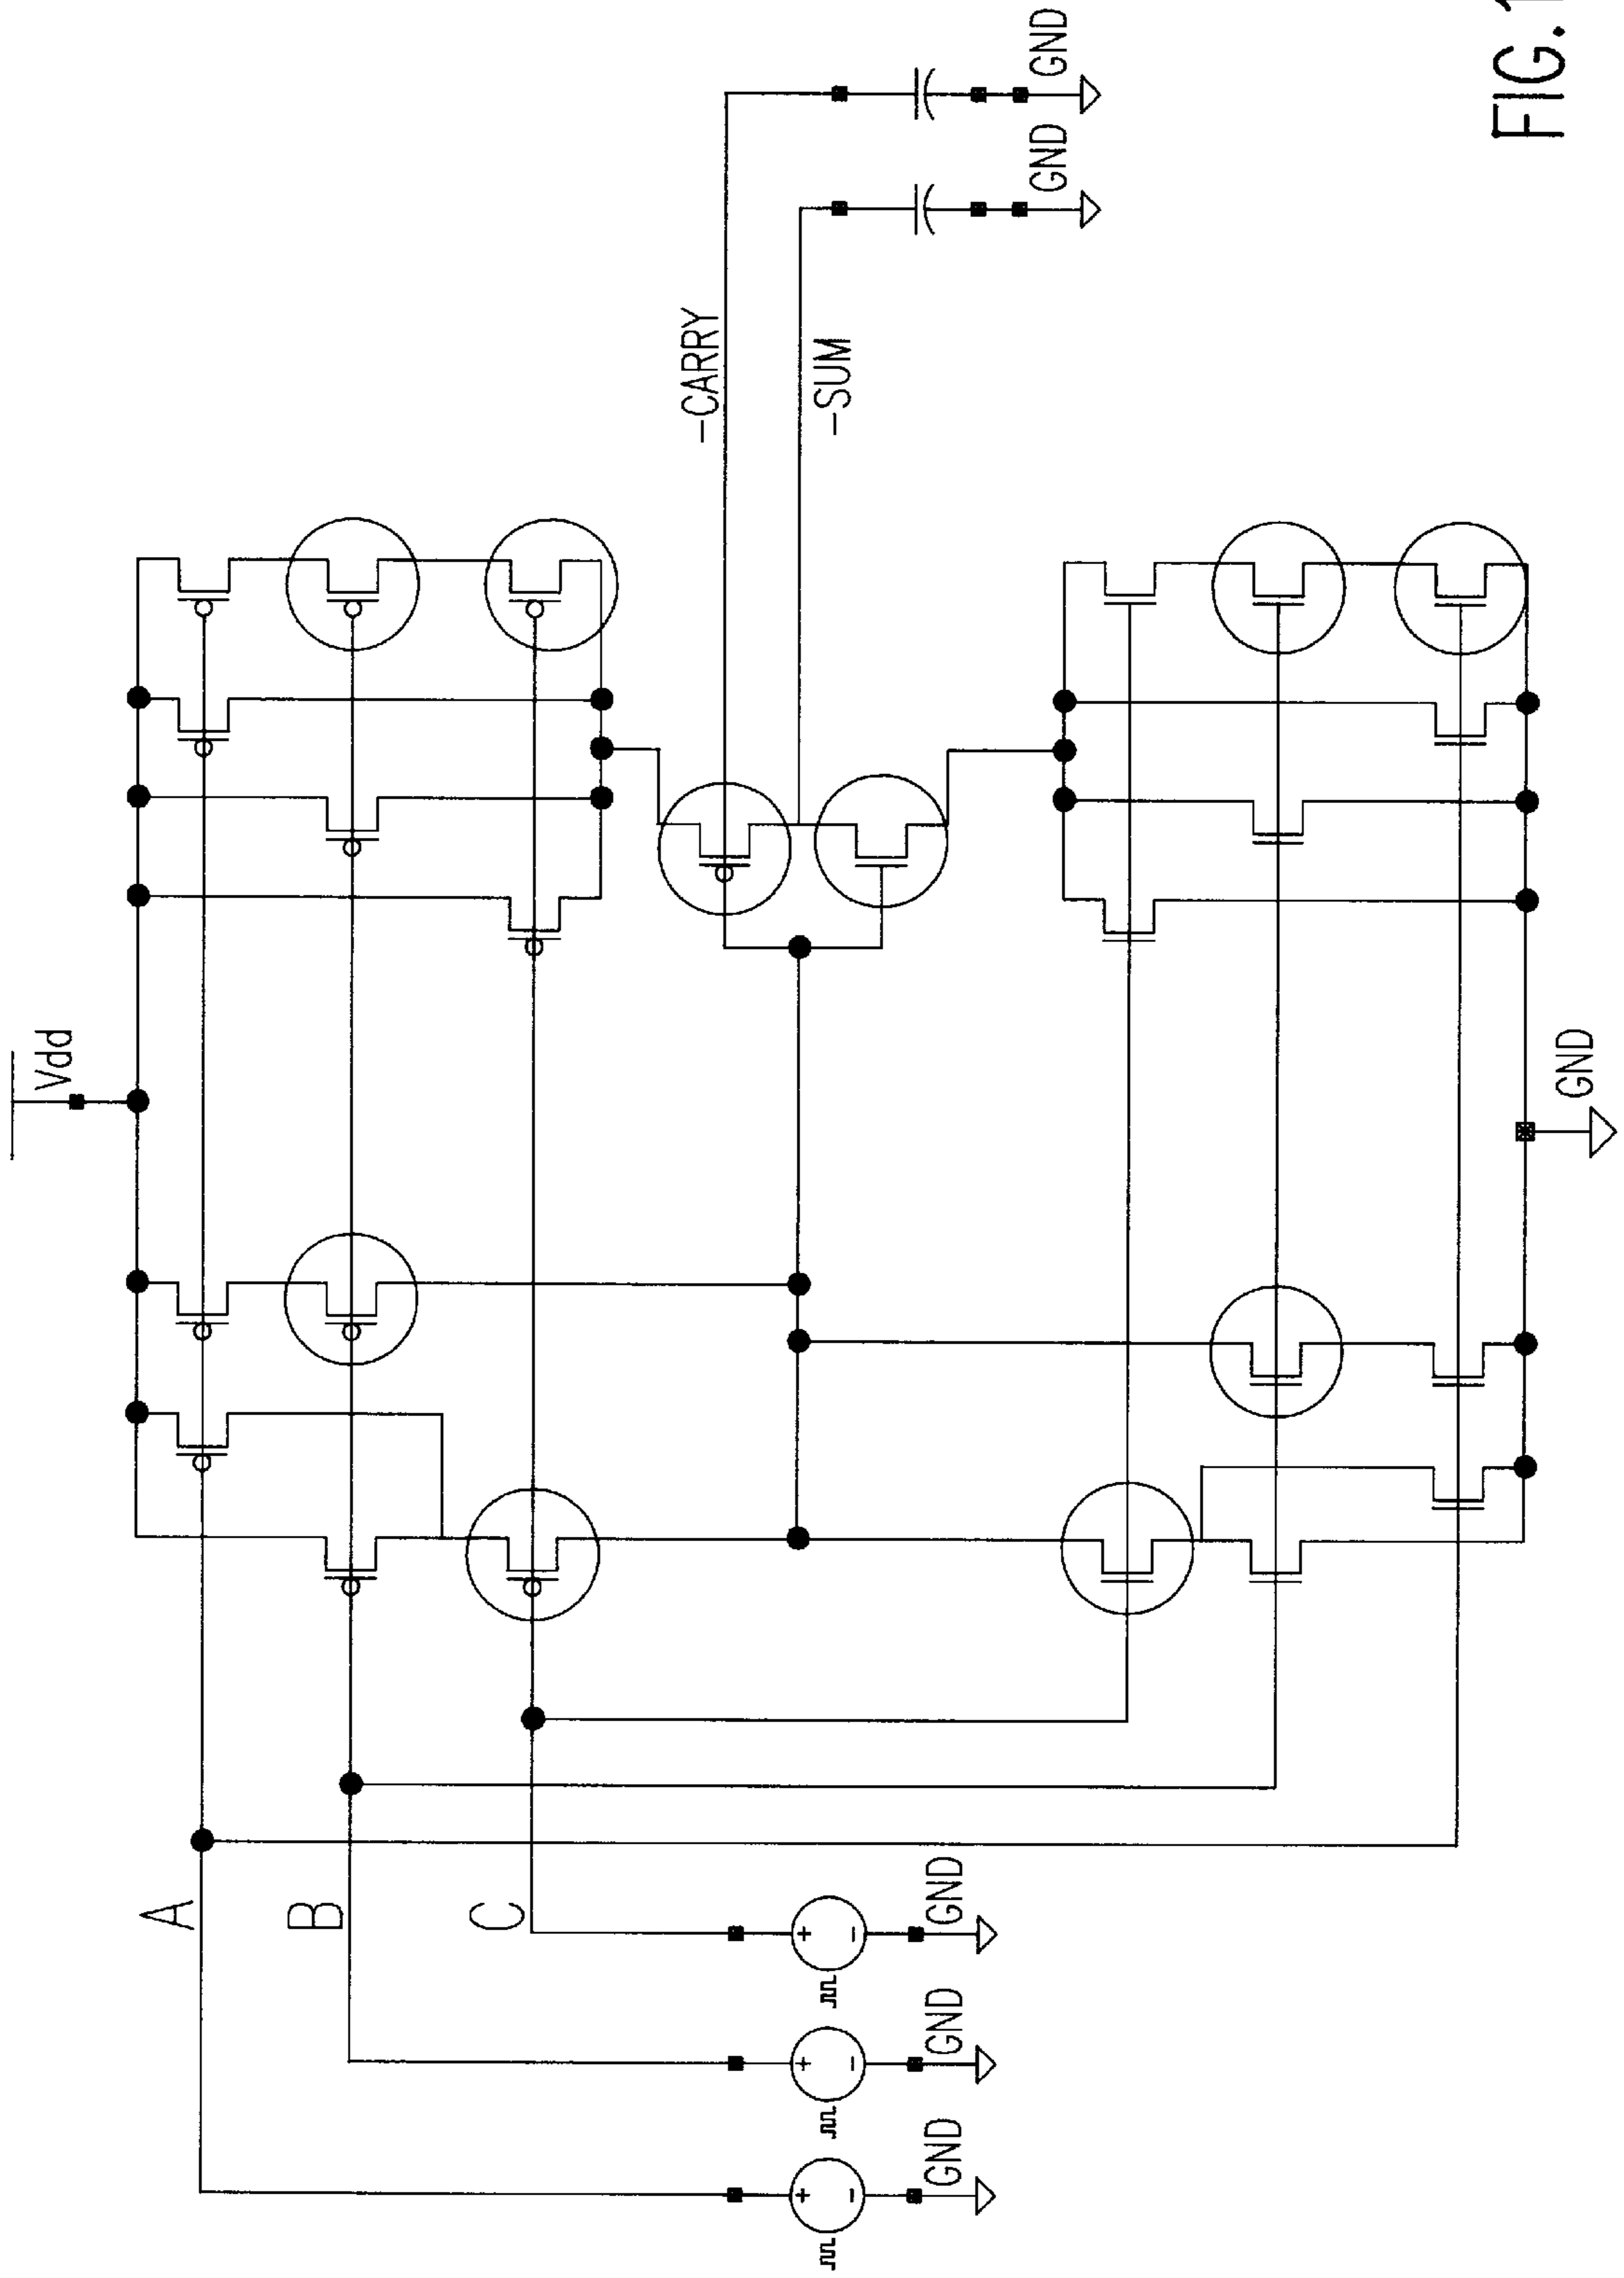 Vdd
A
B
C
-CARRY
-SUM
GND
GND
GND
GND
GND
GND
+
-
+
-
+
-
FIG.1